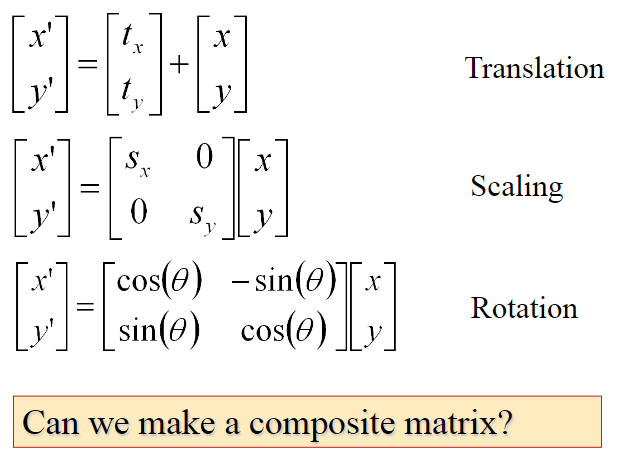 [x' y'] = [t_x t_y] + [x y] Translation
[x' y'] = [s_x 0 0 s_y] [x y] Scaling
[x' y'] = [cos(θ) −sin(θ) sin(θ) cos(θ)] [x y] Rotation
Can we make a composite matrix?